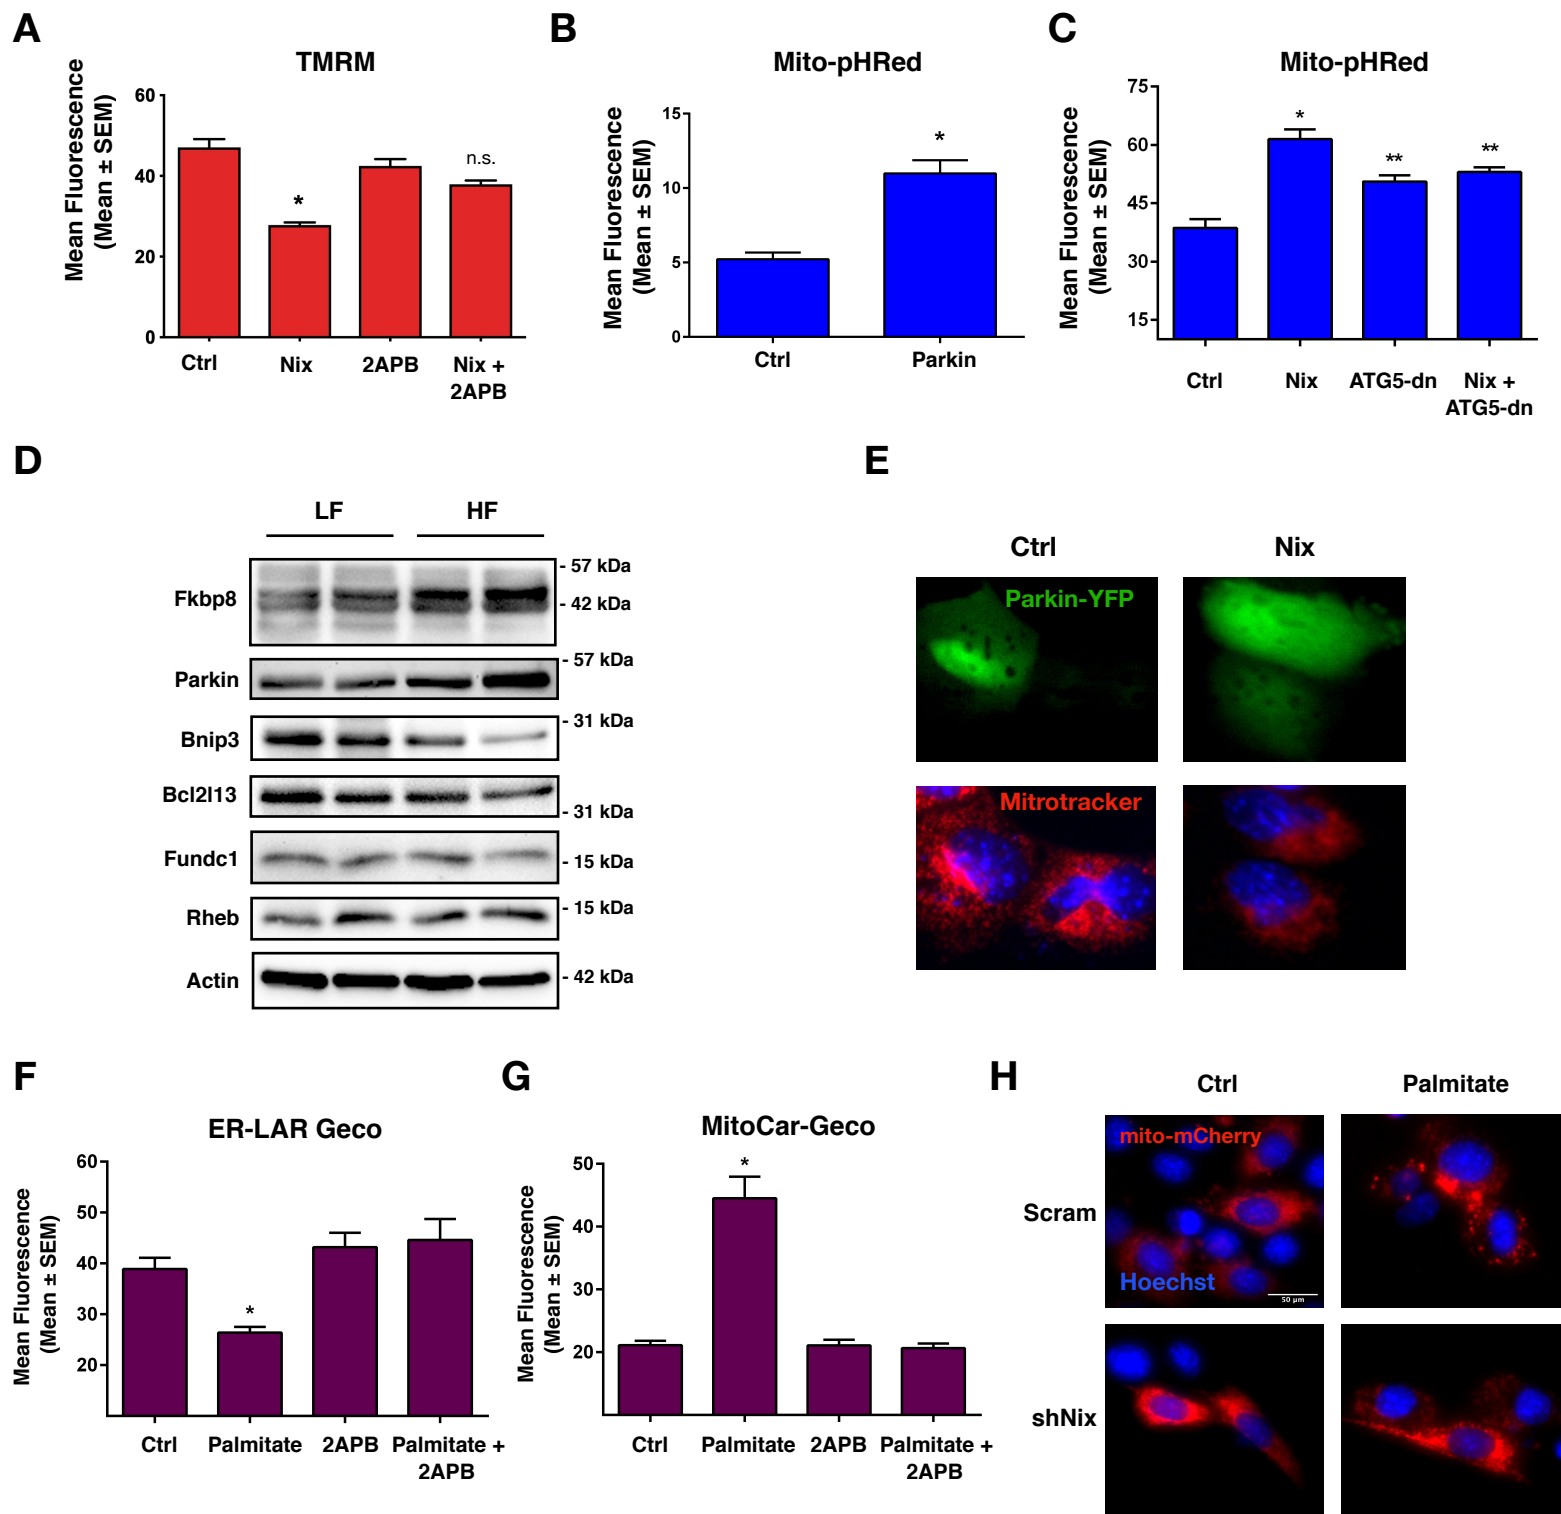 A
TMRM
Mean Fluorescence
(Mean ± SEM)
60
40
20
0
*
n.s.
Ctrl
Nix
2APB
Nix +
2APB
B
Mito-pHRed
Mean Fluorescence
(Mean ± SEM)
15
10
5
0
*
Ctrl
Parkin
C
Mito-pHRed
Mean Fluorescence
(Mean ± SEM)
75
60
45
30
15
*
**
**
Ctrl
Nix
ATG5-dn
Nix +
ATG5-dn
D
LF
HF
Fkbp8
- 57 kDa
- 42 kDa
Parkin
- 57 kDa
Bnip3
- 31 kDa
Bcl2l13
- 31 kDa
Fundc1
- 15 kDa
Rheb
- 15 kDa
Actin
- 42 kDa
E
Ctrl
Nix
Parkin-YFP
Mitrotracker
F
ER-LAR Geco
Mean Fluorescence
(Mean ± SEM)
60
50
40
30
20
*
Ctrl
Palmitate
2APB
Palmitate +
2APB
G
MitoCar-Geco
Mean Fluorescence
(Mean ± SEM)
50
40
30
20
*
Ctrl
Palmitate
2APB
Palmitate +
2APB
H
Ctrl
Palmitate
Scram
mito-mCherry
Hoechst
50 µm
shNix